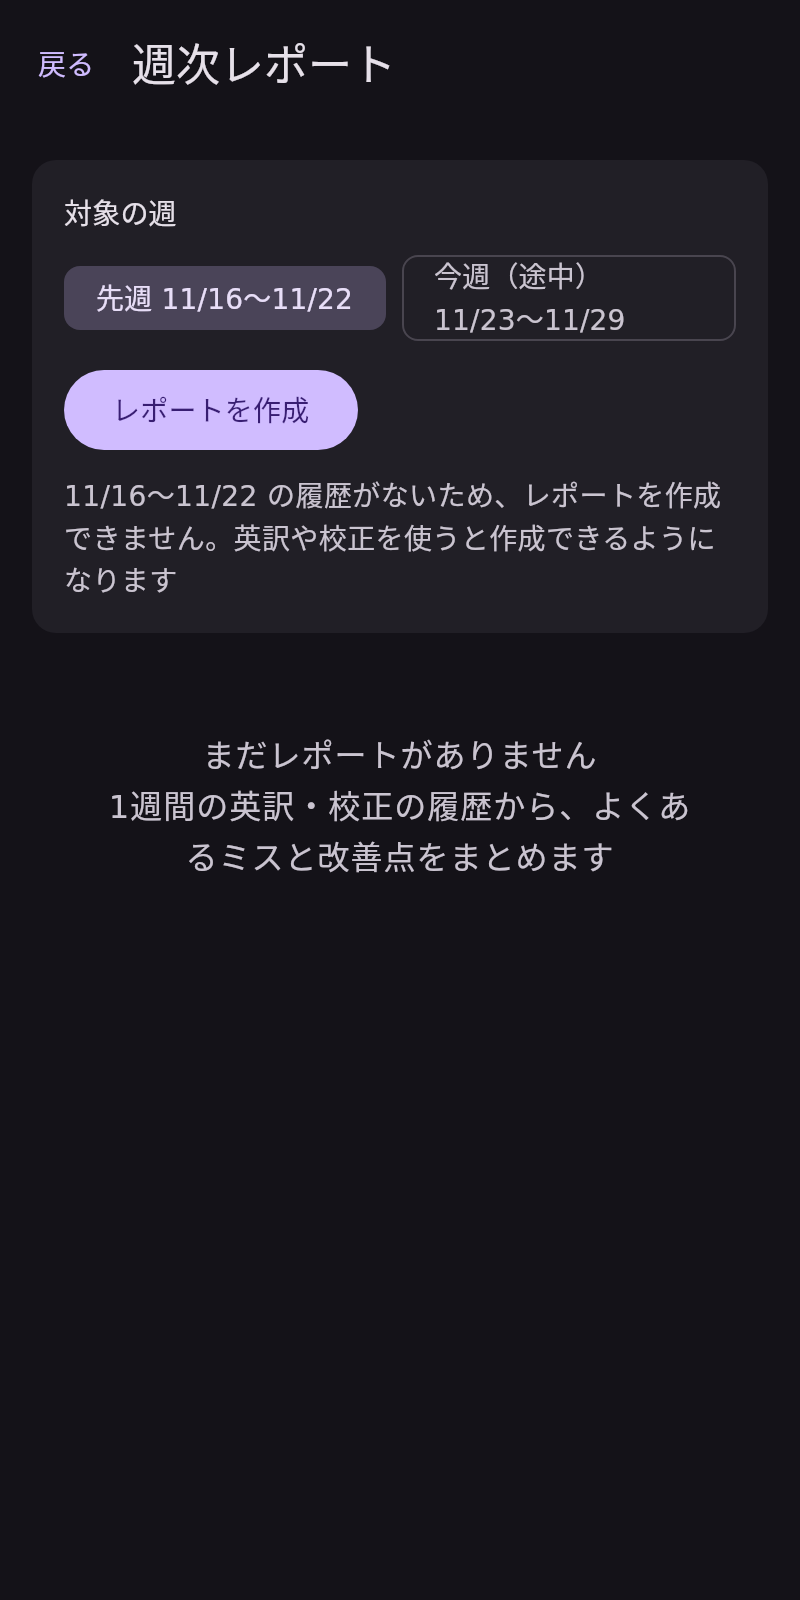 戻る
週次レポート
対象の週
先週 11/16〜11/22
今週（途中）
11/23〜11/29
レポートを作成
11/16〜11/22 の履歴がないため、レポートを作成
できません。英訳や校正を使うと作成できるように
なります
まだレポートがありません
1週間の英訳・校正の履歴から、よくあ
るミスと改善点をまとめます